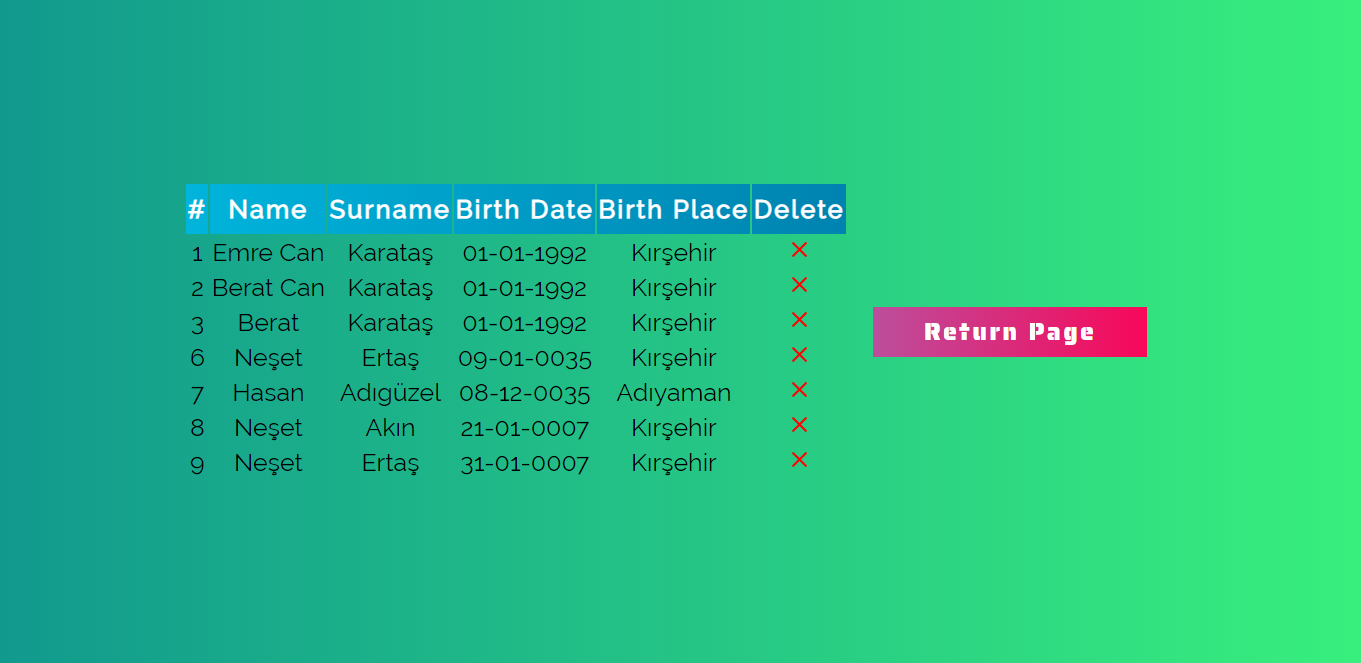 # Name Surname Birth Date Birth Place Delete
1 Emre Can Karataş 01-01-1992 Kırşehir
2 Berat Can Karataş 01-01-1992 Kırşehir
3 Berat Karataş 01-01-1992 Kırşehir
6 Neşet Ertaş 09-01-0035 Kırşehir
7 Hasan Adıgüzel 08-12-0035 Adıyaman
8 Neşet Akın 21-01-0007 Kırşehir
9 Neşet Ertaş 31-01-0007 Kırşehir
Return Page